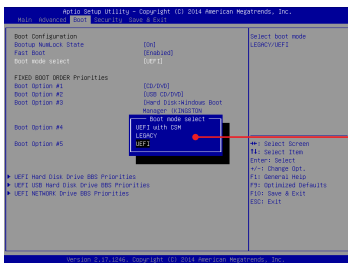 Aptio Setup Utility - Copyright (C) 2014 American Megatrends, Inc.
Main Advanced Boot Security Save & Exit
Boot Configuration
Bootup NumLock State [On]
Fast Boot [Enabled]
Boot mode select [UEFI]
FIXED BOOT ORDER Priorities
Boot Option #1 [CD/DVD]
Boot Option #2 [USB CD/DVD]
Boot Option #3 [Hard Disk:Windows Boot
Manager (KINGSTON
Boot Option #4
Boot Option #5
Boot mode select
UEFI with CSM
LEGACY
UEFI
UEFI Hard Disk Drive BBS Priorities
UEFI USB Hard Disk Drive BBS Priorities
UEFI NETWORK Drive BBS Priorities
Select boot mode
LEGACY/UEFI
: Select Screen
: Select Item
Enter: Select
+/-: Change Opt.
F1: General Help
F9: Optimized Defaults
F10: Save & Exit
ESC: Exit
Version 2.17.1246. Copyright (C) 2014 American Megatrends, Inc.